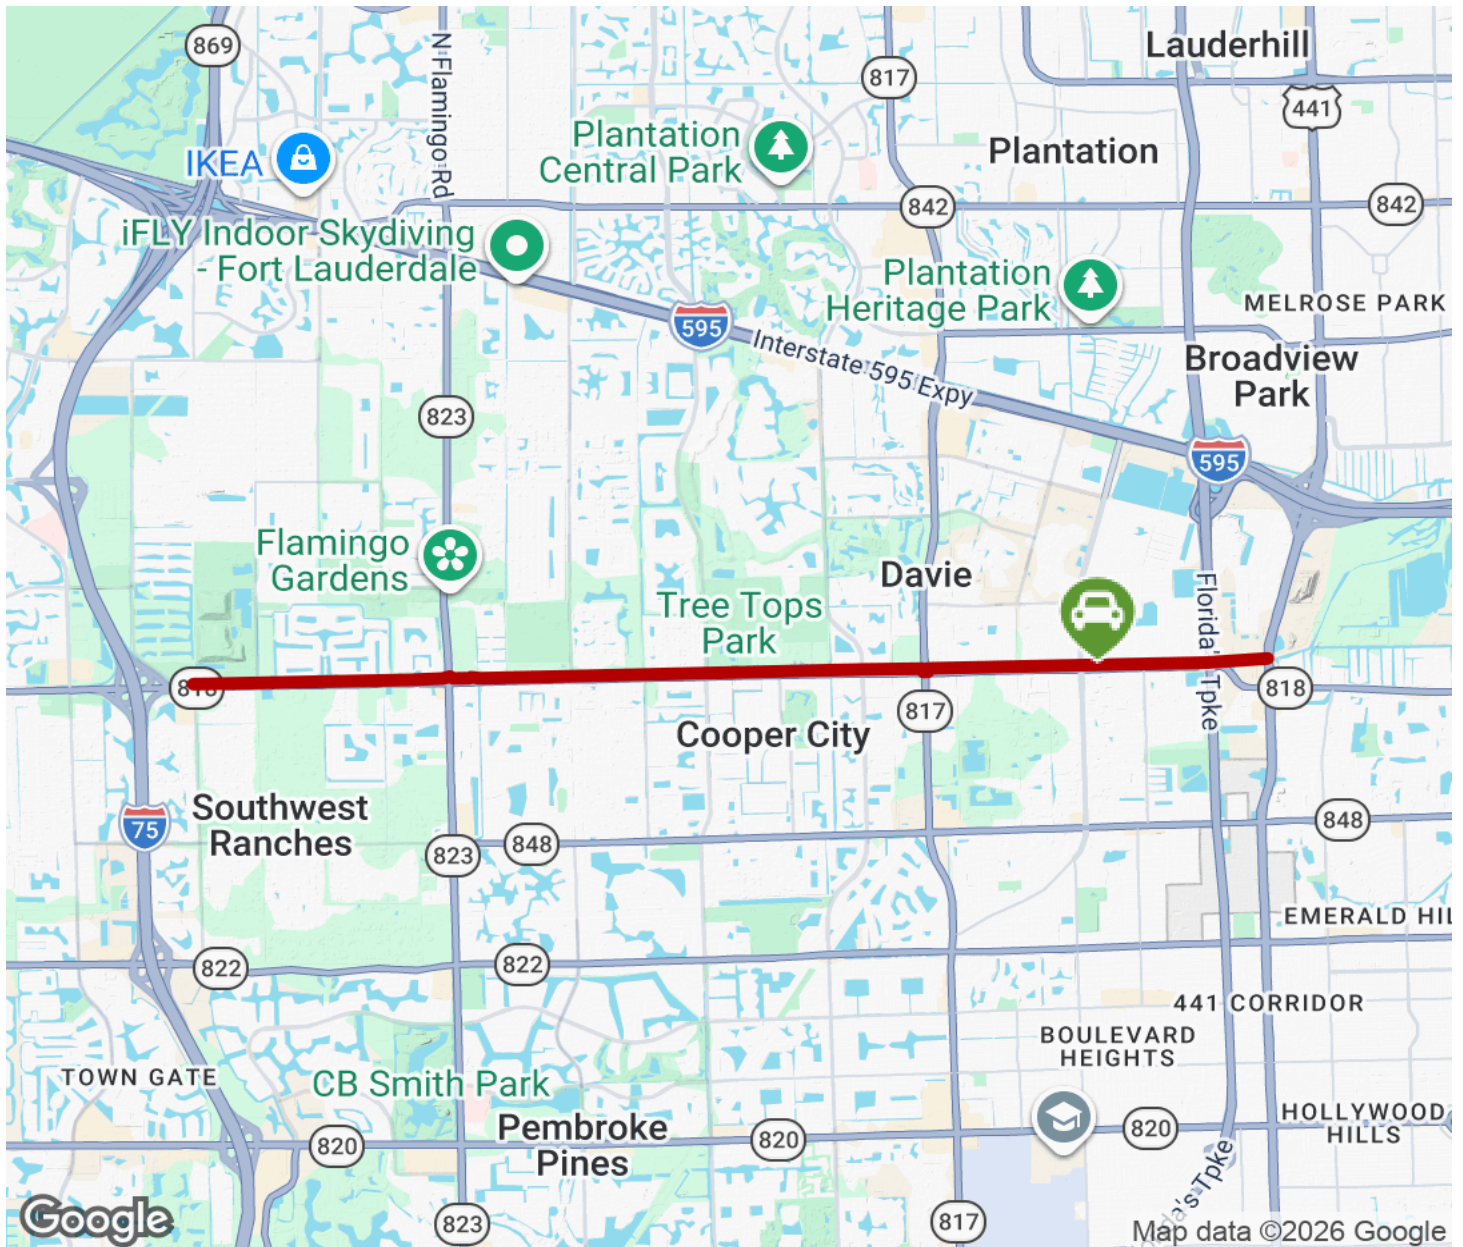 869
N Flamingo Rd
817
Lauderhill
441
IKEA
Plantation
Central Park
Plantation
842
842
iFLY Indoor Skydiving
- Fort Lauderdale
Plantation
Heritage Park
MELROSE PARK
595
Interstate 595 Expy
Broadview
Park
823
595
Flamingo
Gardens
Davie
Tree Tops
Park
Florida's Tpke
818
817
818
Cooper City
Southwest
Ranches
75
823
848
848
EMERALD HIL
822
822
441 CORRIDOR
BOULEVARD
HEIGHTS
TOWN GATE
CB Smith Park
Pembroke
Pines
820
820
820
HOLLYWOOD
HILLS
823
817
da's Tpke
Google
Map data ©2026 Google